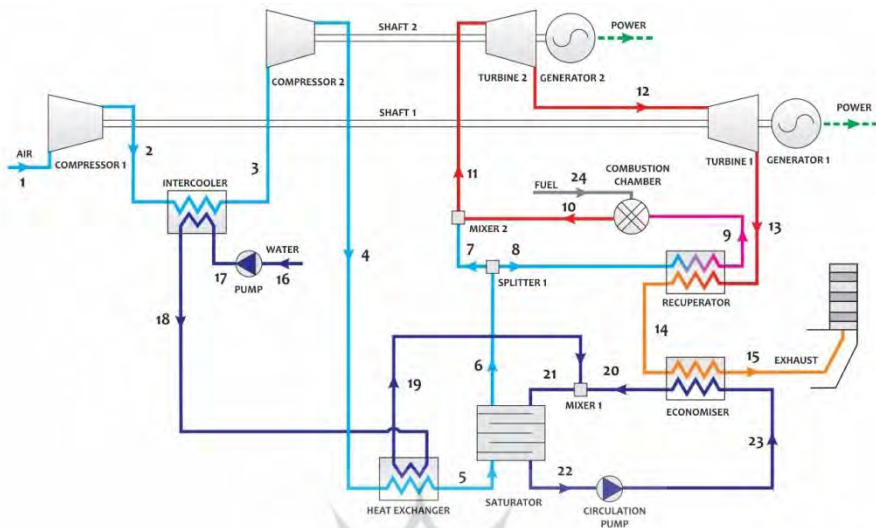 SHAFT 2
COMPRESSOR 2
TURBINE 2
GENERATOR 2
POWER
12
SHAFT 1
POWER
AIR
1
COMPRESSOR 1
2
3
TURBINE 1
GENERATOR 1
INTERCOOLER
11
FUEL
24
COMBUSTION
CHAMBER
10
MIXER 2
9
13
4
7
8
SPLITTER 1
RECUPERATOR
WATER
17
16
PUMP
18
14
19
6
21
20
15
EXHAUST
MIXER 1
ECONOMISER
5
22
23
HEAT EXCHANGER
SATURATOR
CIRCULATION
PUMP